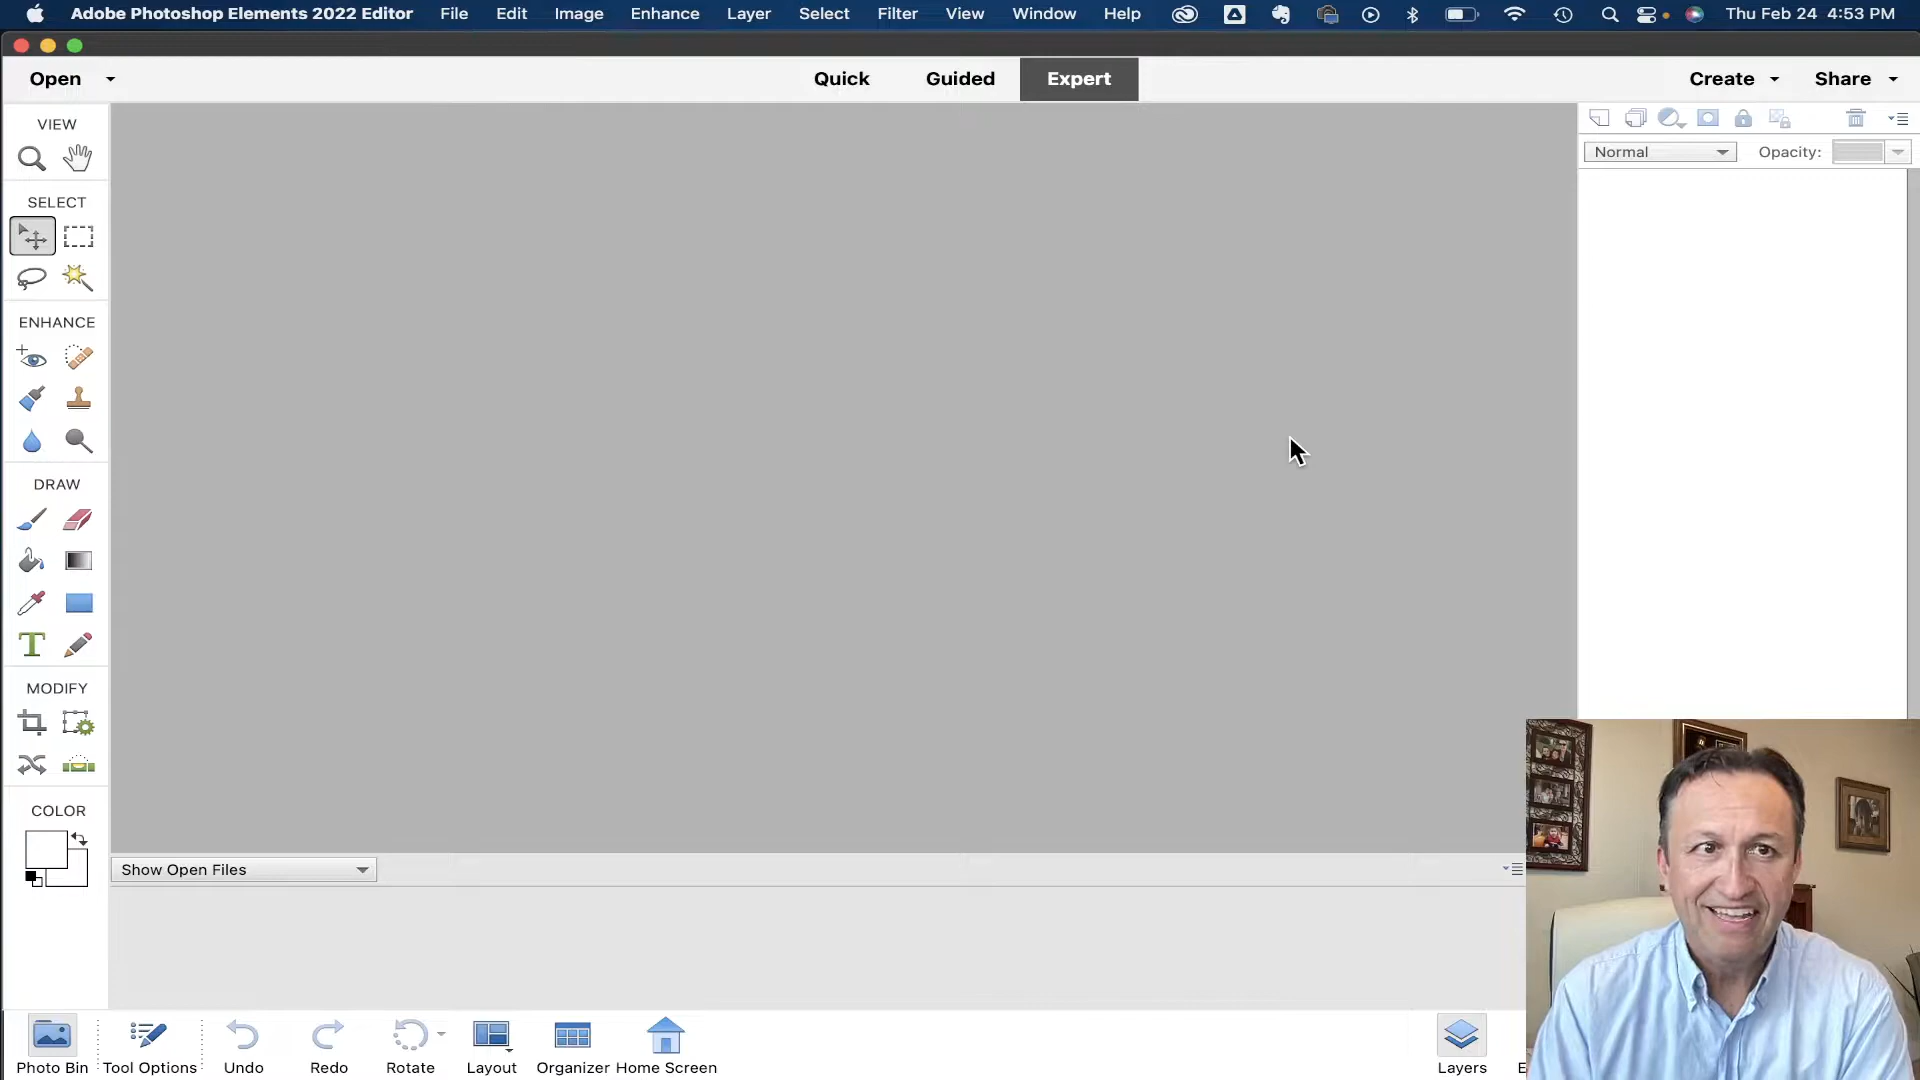 Adobe Photoshop Elements 2022 Editor File Edit Image Enhance Layer Select Filter View Window Help Thu Feb 24 4:53 PM
Open Quick Guided Expert Create Share
VIEW
Normal Opacity:
SELECT
ENHANCE
DRAW
T
MODIFY
COLOR
Show Open Files
Photo Bin Tool Options Undo Redo Rotate Layout Organizer Home Screen Layers